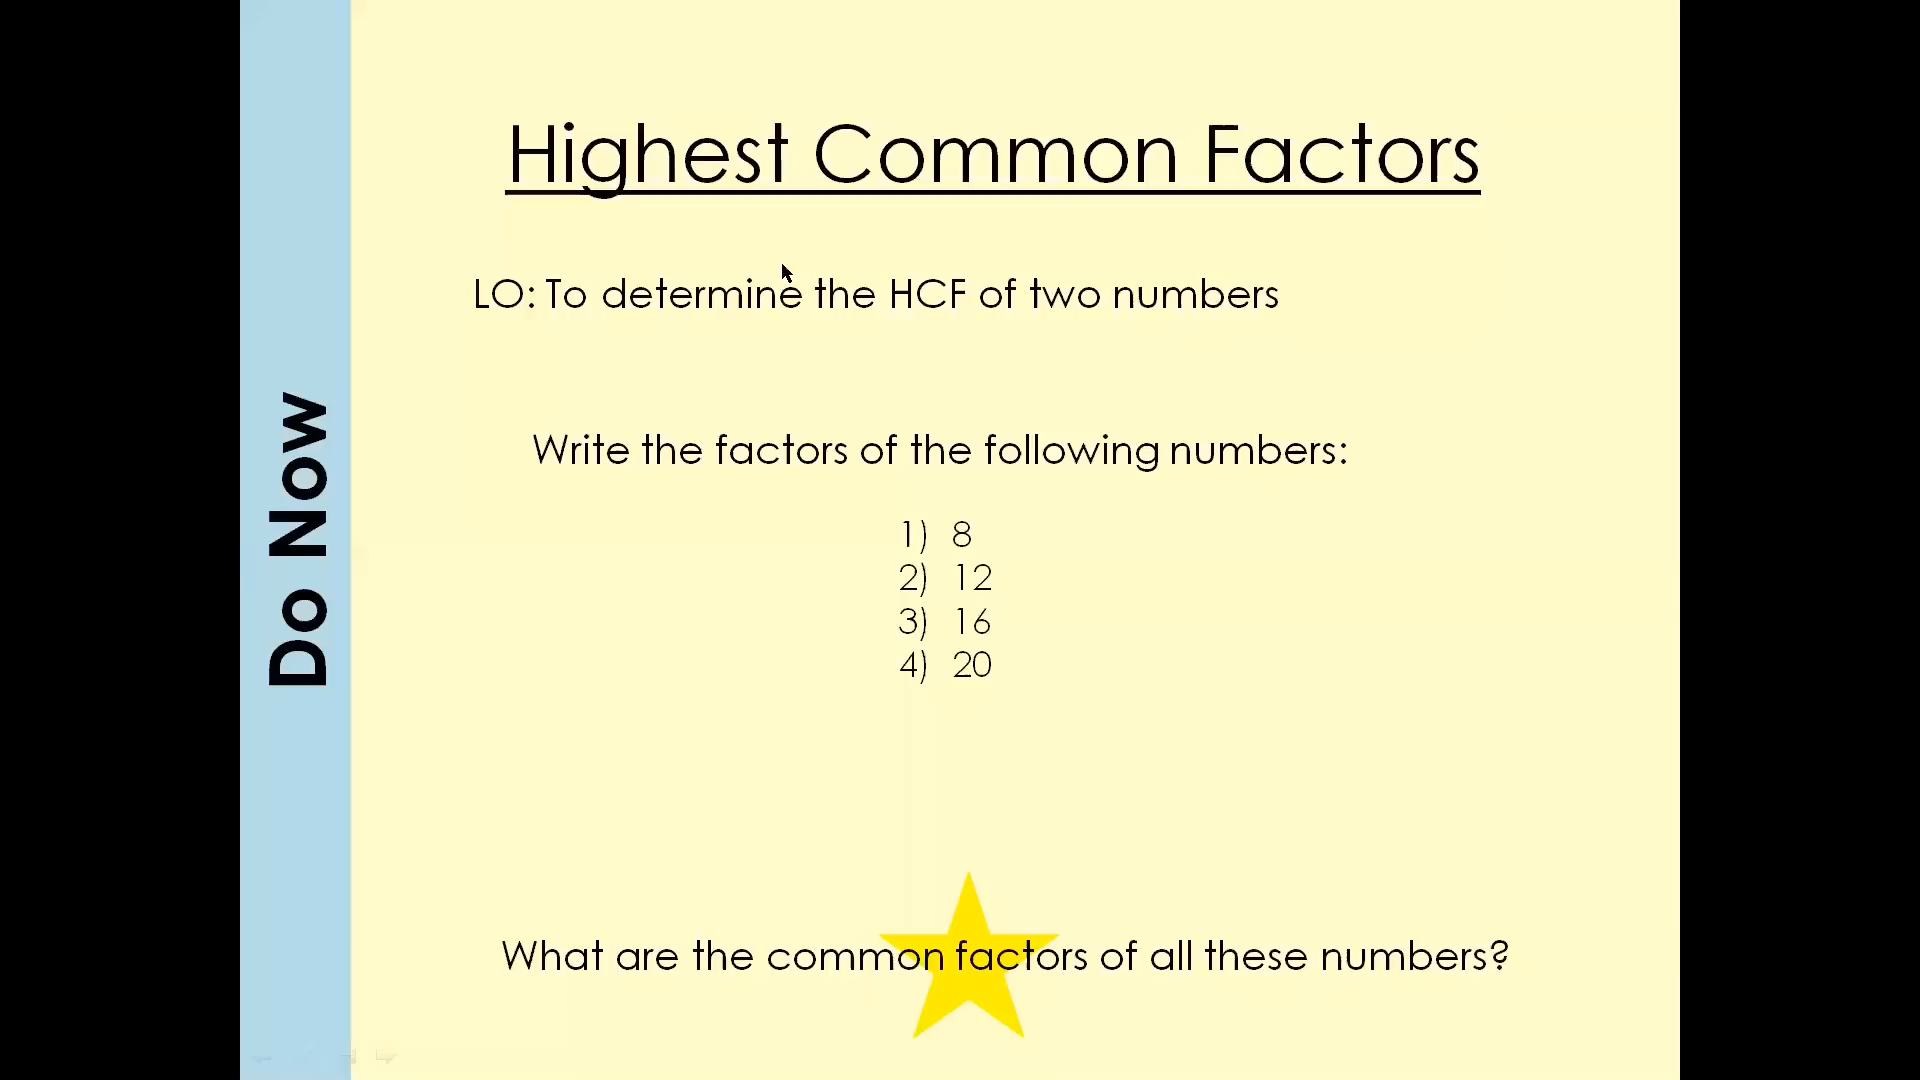 Highest Common Factors
LO: To determine the HCF of two numbers
Do Now
Write the factors of the following numbers:
1) 8
2) 12
3) 16
4) 20
What are the common factors of all these numbers?